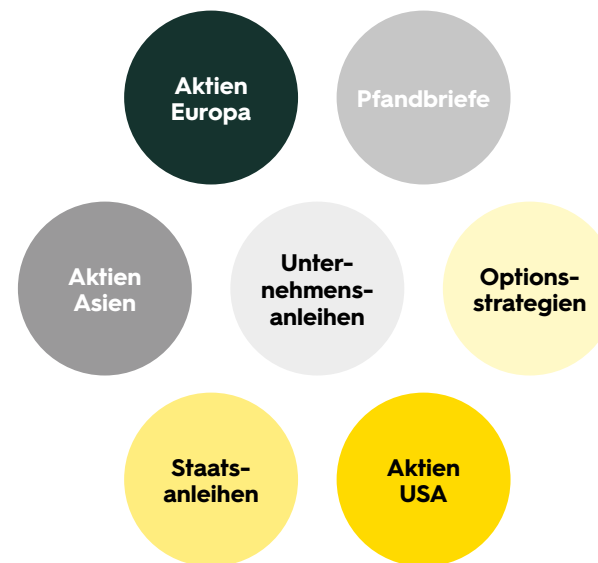 Aktien
Europa
Pfandbriefe
Aktien
Asien
Unter-
nehmens-
anleihen
Options-
strategien
Staats-
anleihen
Aktien
USA